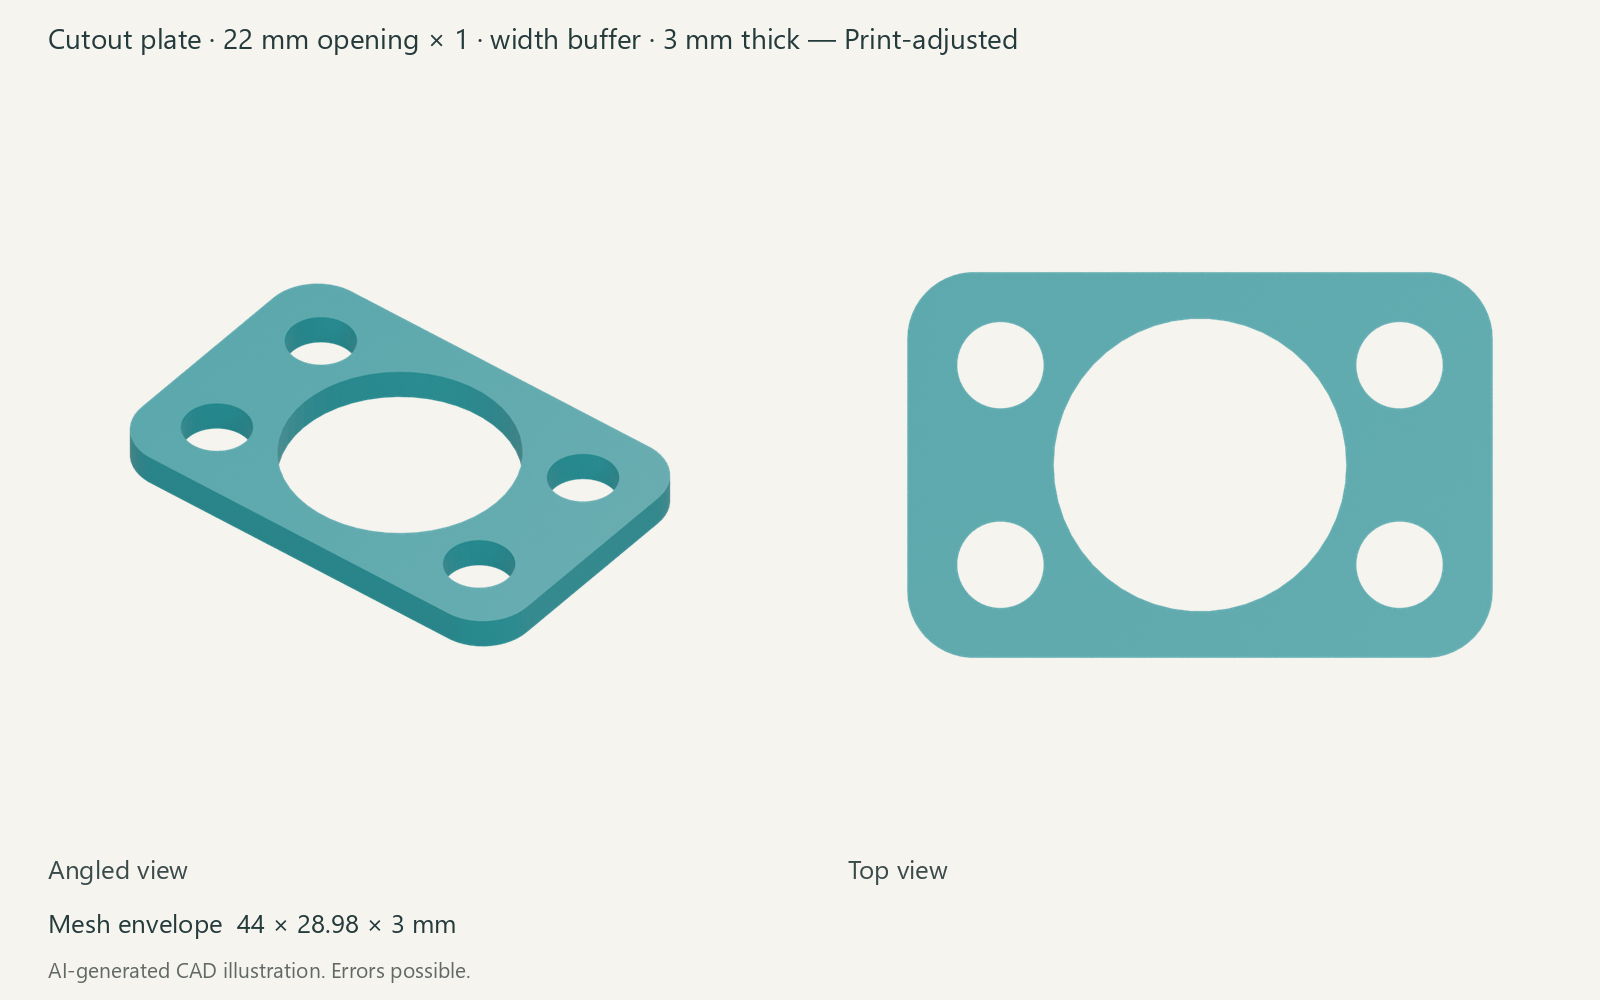 Cutout plate · 22 mm opening × 1 · width buffer · 3 mm thick — Print-adjusted
Angled view
Top view
Mesh envelope 44 × 28.98 × 3 mm
AI-generated CAD illustration. Errors possible.